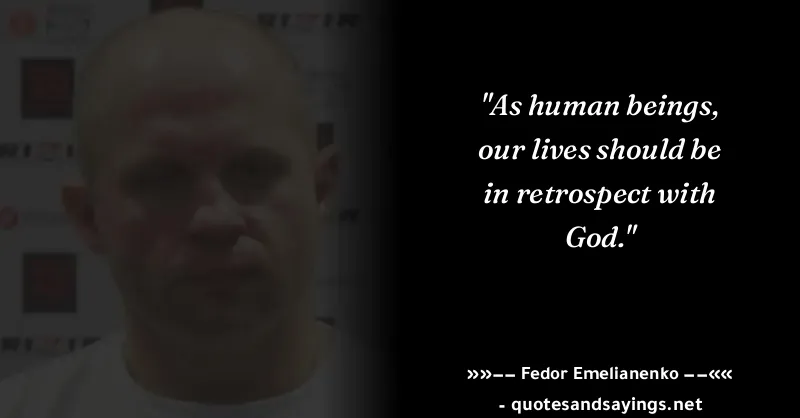 "As human beings,
our lives should be
in retrospect with
God."
»»−− Fedor Emelianenko −−««
- quotesandsayings.net